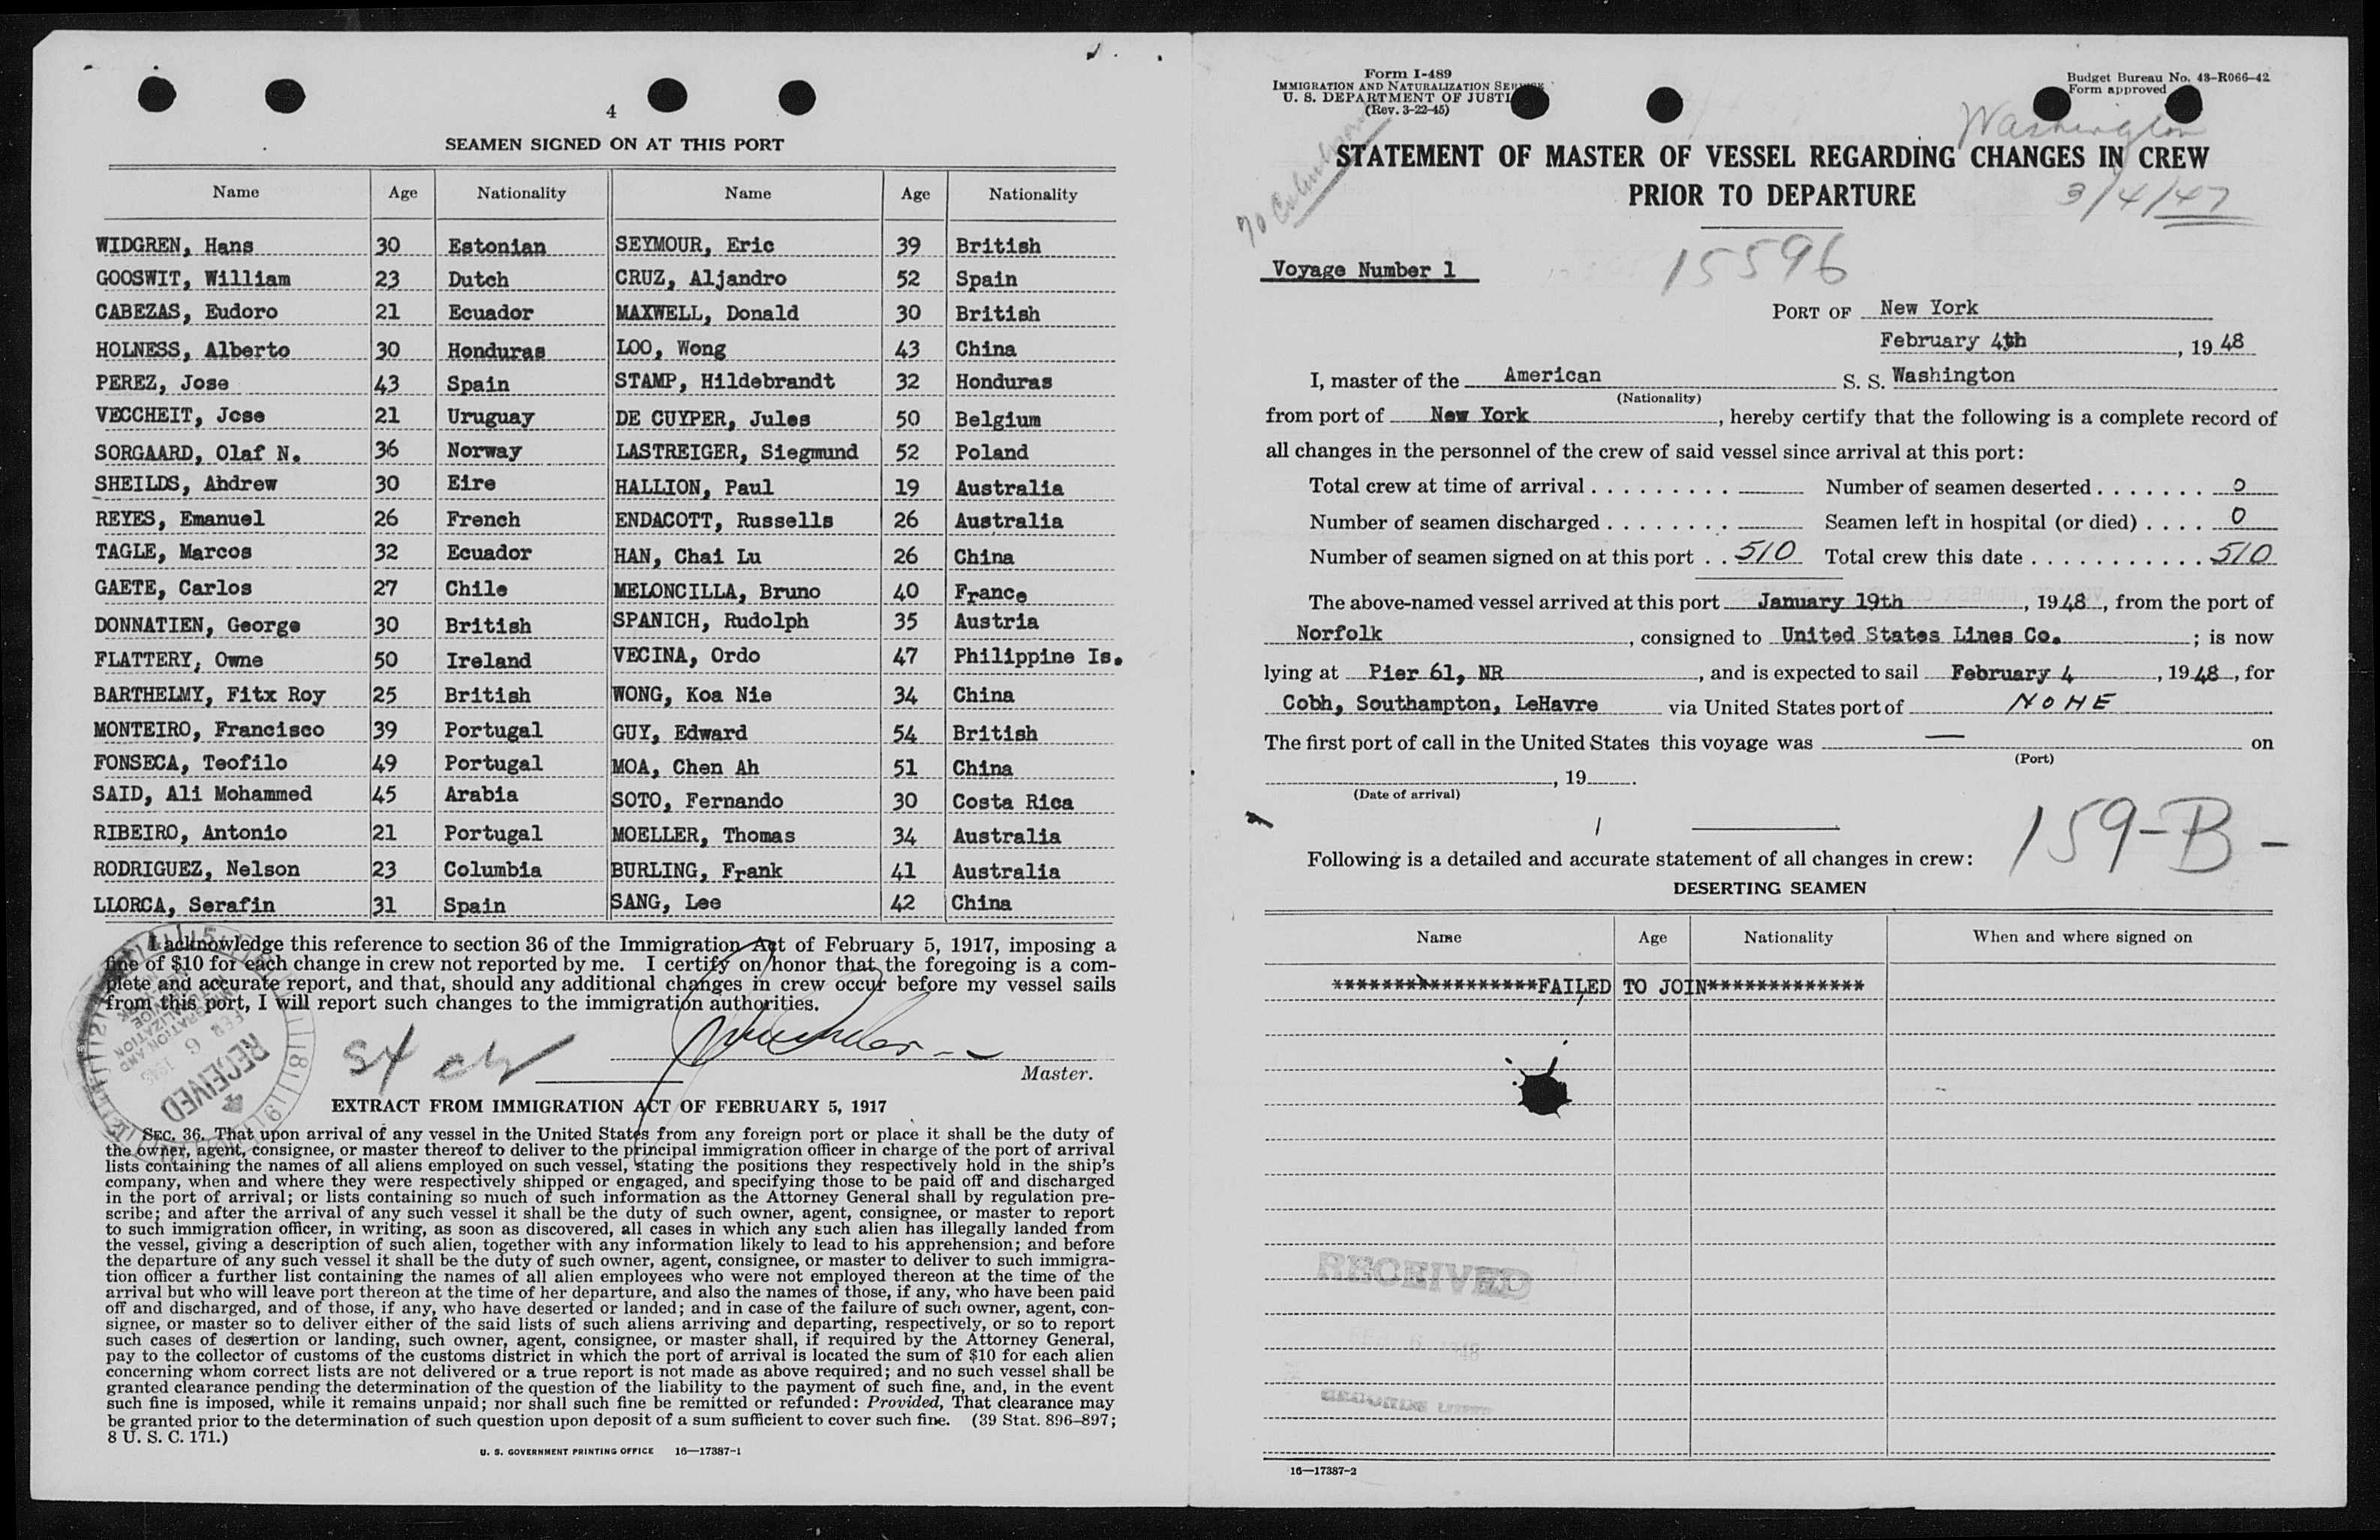 4
SEAMEN SIGNED ON AT THIS PORT
Name Age Nationality Name Age Nationality
WIDGREN, Hans 30 Estonian SEYMOUR, Eric 39 British
GOOSWIT, William 23 Dutch CRUZ, Aljandro 52 Spain
CABEZAS, Eudoro 21 Ecuador MAXWELL, Donald 30 British
HOLNESS, Alberto 30 Honduras LOO, Wong 43 China
PEREZ, Jose 43 Spain STAMP, Hildebrandt 32 Honduras
VECCHEIT, Jose 21 Uruguay DE CUYPER, Jules 50 Belgium
SORGAARD, Olaf N. 36 Norway LASTREIGER, Siegmund 52 Poland
SHEILDS, Ahdrew 30 Eire HALLION, Paul 19 Australia
REYES, Emanuel 26 French ENDACOTT, Russells 26 Australia
TAGLE, Marcos 32 Ecuador HAN, Chai Lu 26 China
GAETE, Carlos 27 Chile MELONCILLA, Bruno 40 France
DONNATIEN, George 30 British SPANICH, Rudolph 35 Austria
FLATTERY, Owne 50 Ireland VECINA, Ordo 47 Philippine Is.
BARTHELMY, Fitx Roy 25 British WONG, Koa Nie 34 China
MONTEIRO, Francisco 39 Portugal GUY, Edward 54 British
FONSECA, Teofilo 49 Portugal MOA, Chen Ah 51 China
SAID, Ali Mohammed 45 Arabia SOTO, Fernando 30 Costa Rica
RIBEIRO, Antonio 21 Portugal MOELLER, Thomas 34 Australia
RODRIGUEZ, Nelson 23 Columbia BURLING, Frank 41 Australia
LLORCA, Serafin 31 Spain SANG, Lee 42 China
I acknowledge this reference to section 36 of the Immigration Act of February 5, 1917, imposing a
fine of $10 for each change in crew not reported by me. I certify on honor that the foregoing is a com-
plete and accurate report, and that, should any additional changes in crew occur before my vessel sails
from this port, I will report such changes to the immigration authorities.
RECEIVED
Master.
EXTRACT FROM IMMIGRATION ACT OF FEBRUARY 5, 1917
SEC. 36. That upon arrival of any vessel in the United States from any foreign port or place it shall be the duty of
the owner, agent, consignee, or master thereof to deliver to the principal immigration officer in charge of the port of arrival
lists containing the names of all aliens employed on such vessel, stating the positions they respectively hold in the ship's
company, when and where they were respectively shipped or engaged, and specifying those to be paid off and discharged
in the port of arrival; or lists containing so much of such information as the Attorney General shall by regulation pre-
scribe; and after the arrival of any such vessel it shall be the duty of such owner, agent, consignee, or master to report
to such immigration officer, in writing, as soon as discovered, all cases in which any such alien has illegally landed from
the vessel, giving a description of such alien, together with any information likely to lead to his apprehension; and before
the departure of any such vessel it shall be the duty of such owner, agent, consignee, or master to deliver to such immigra-
tion officer a further list containing the names of all alien employees who were not employed thereon at the time of the
arrival but who will leave port thereon at the time of her departure, and also the names of those, if any, who have been paid
off and discharged, and of those, if any, who have deserted or landed; and in case of the failure of such owner, agent, con-
signee, or master so to deliver either of the said lists of such aliens arriving and departing, respectively, or so to report
such cases of desertion or landing, such owner, agent, consignee, or master shall, if required by the Attorney General,
pay to the collector of customs of the customs district in which the port of arrival is located the sum of $10 for each alien
concerning whom correct lists are not delivered or a true report is not made as above required; and no such vessel shall be
granted clearance pending the determination of the question of the liability to the payment of such fine, and, in the event
such fine is imposed, while it remains unpaid; nor shall such fine be remitted or refunded: Provided, That clearance may
be granted prior to the determination of such question upon deposit of a sum sufficient to cover such fine. (39 Stat. 896–897;
8 U. S. C. 171.)
U. S. GOVERNMENT PRINTING OFFICE 16—17387-1
Form I-489
IMMIGRATION AND NATURALIZATION SERVICE
U. S. DEPARTMENT OF JUSTI
(Rev. 3-22-45)
Budget Bureau No. 43-R066-42
Form approved
Washington
STATEMENT OF MASTER OF VESSEL REGARDING CHANGES IN CREW
PRIOR TO DEPARTURE
3/4/47
Voyage Number 1
15596
PORT OF New York
February 4th, 1948
I, master of the American S. S. Washington
(Nationality)
from port of New York, hereby certify that the following is a complete record of
all changes in the personnel of the crew of said vessel since arrival at this port:
Total crew at time of arrival . . . . . . . . . Number of seamen deserted . . . . . . . 0
Number of seamen discharged . . . . . . . . Seamen left in hospital (or died) . . . . 0
Number of seamen signed on at this port . . 510 Total crew this date . . . . . . . . . . . 510
The above-named vessel arrived at this port January 19th, 1948, from the port of
Norfolk, consigned to United States Lines Co. ; is now
lying at Pier 61, NR, and is expected to sail February 4, 1948, for
Cobh, Southampton, LeHavre via United States port of NONE
The first port of call in the United States this voyage was — on
(Port)
, 19 .
(Date of arrival)
159-B-
Following is a detailed and accurate statement of all changes in crew:
DESERTING SEAMEN
Name Age Nationality When and where signed on
*****************FAILED TO JOIN*************
RECEIVED
16—17387-2